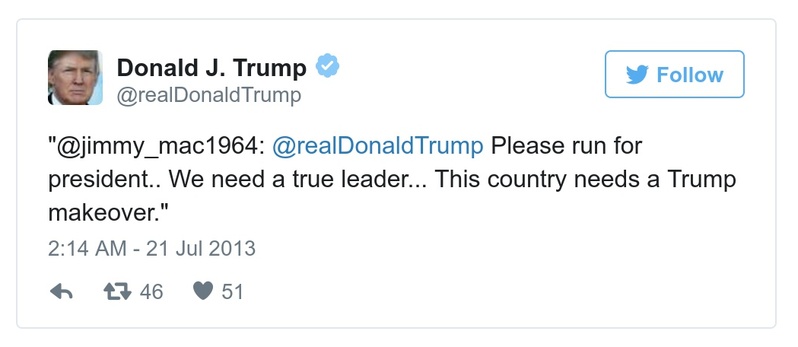 Donald J. Trump
@realDonaldTrump
Follow
"@jimmy_mac1964: @realDonaldTrump Please run for
president.. We need a true leader... This country needs a Trump
makeover."
2:14 AM - 21 Jul 2013
46 51